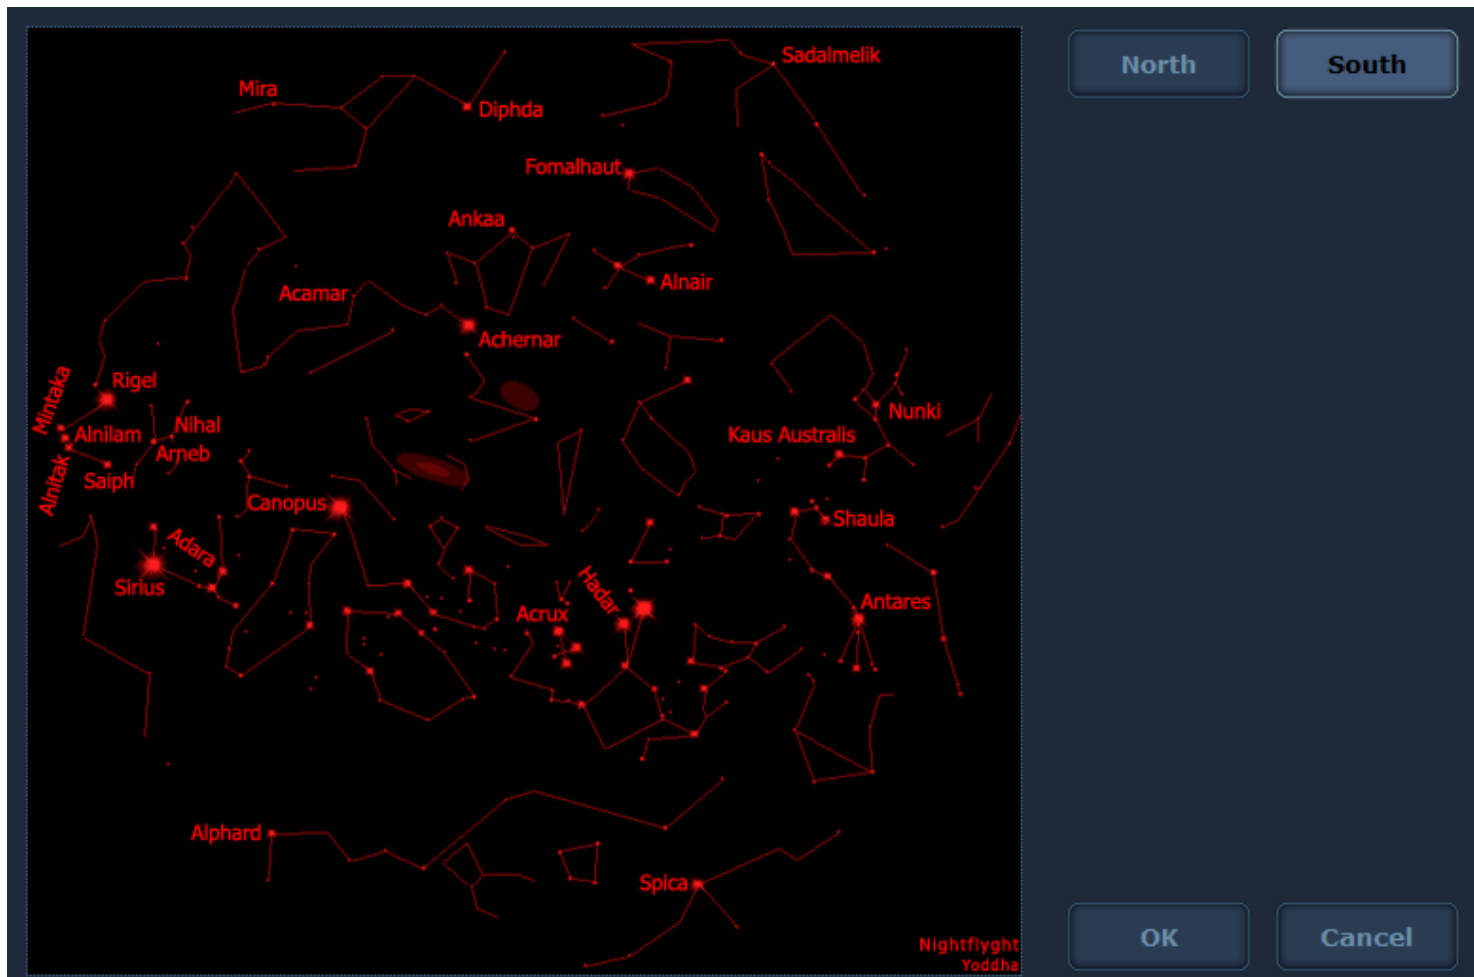 North
South
Sadalmelik
Mira
Diphda
Fomalhaut
Ankaa
Acamar
Alnair
Achernar
Mintaka
Rigel
Nihal
Alnilam
Arneb
Alnitak
Saiph
Nunki
Kaus Australis
Canopus
Shaula
Adara
Sirius
Hadar
Acrux
Antares
Alphard
Spica
Nightflyght
Yoddha
OK
Cancel